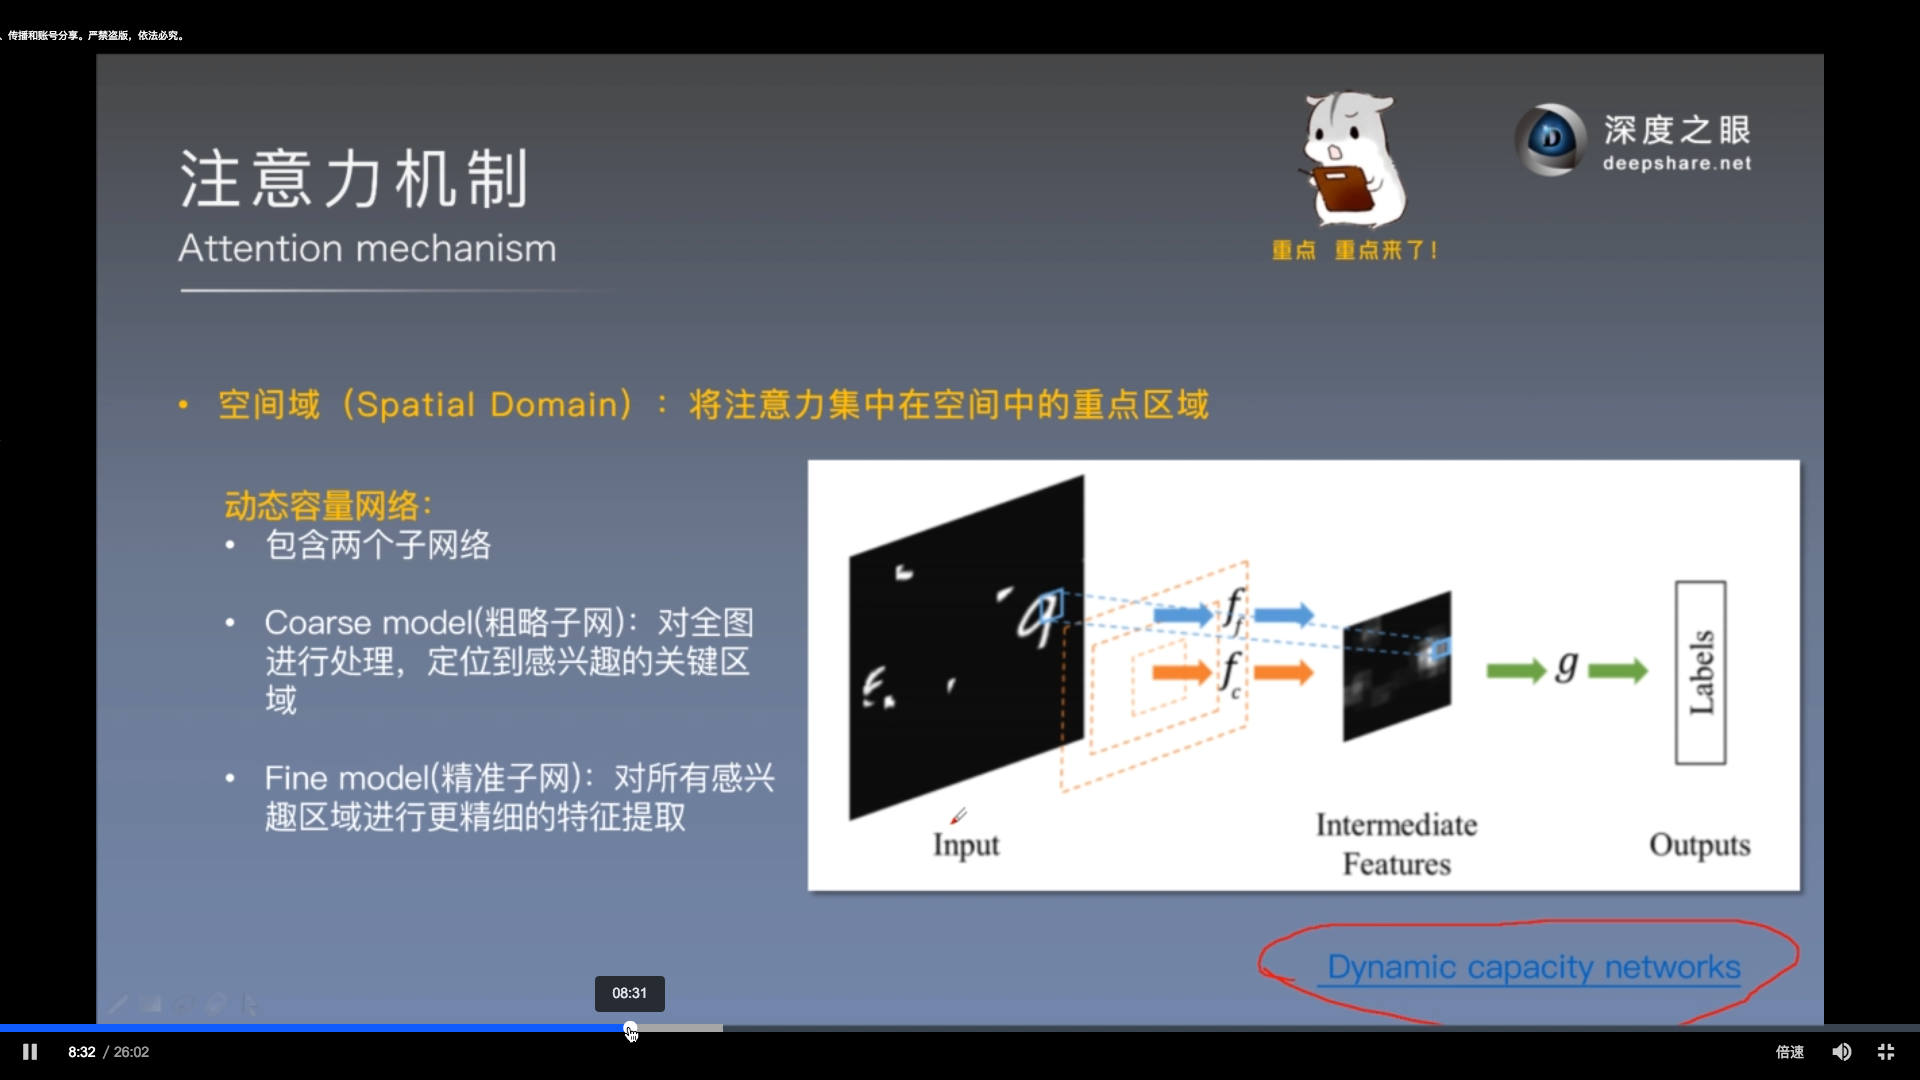 、传播和账号分享。严禁盗版，依法必究。
深度之眼
deepshare.net
注意力机制
Attention mechanism
重点 重点来了！
• 空间域（Spatial Domain）：将注意力集中在空间中的重点区域
动态容量网络：
• 包含两个子网络
• Coarse model(粗略子网)：对全图
进行处理，定位到感兴趣的关键区
域
• Fine model(精准子网)：对所有感兴
趣区域进行更精细的特征提取
f_f
f_c
g
Labels
Input
Intermediate
Features
Outputs
Dynamic capacity networks
08:31
8:32 / 26:02
倍速